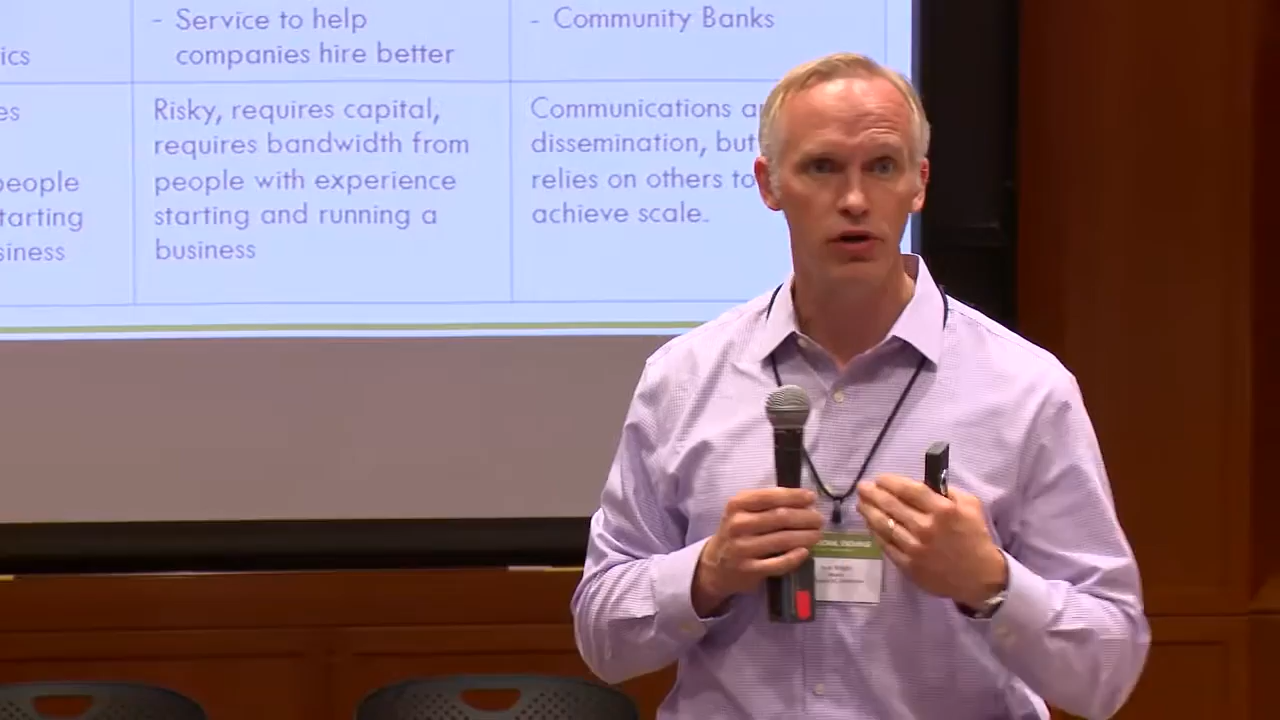 ics
es
people
tarting
siness
- Service to help
companies hire better
Risky, requires capital,
requires bandwidth from
people with experience
starting and running a
business
- Community Banks
Communications a
dissemination, but
relies on others to
achieve scale.